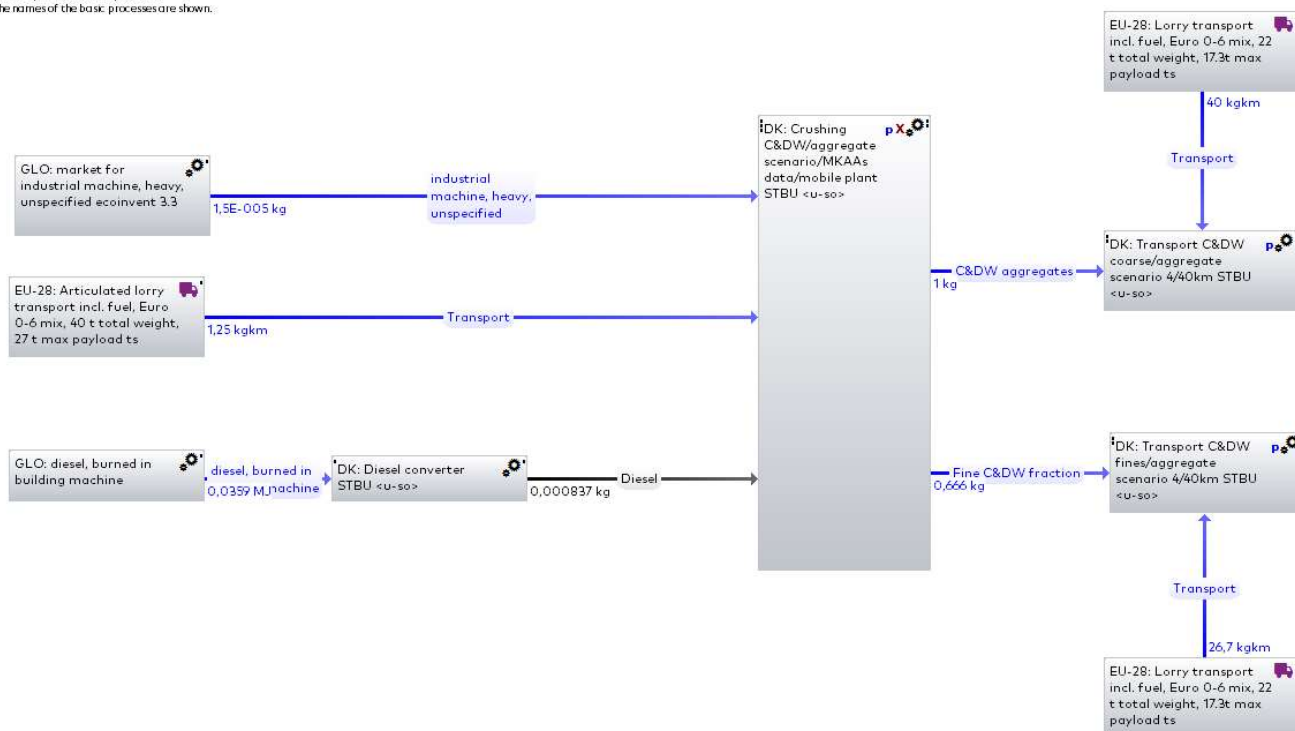 he names of the basic processes are shown.
EU-28: Lorry transport
incl. fuel, Euro 0-6 mix, 22
t total weight, 17.3t max
payload ts
40 kgkm
Transport
DK: Crushing
C&DW/aggregate
scenario/MKAAs
data/mobile plant
STBU <u-so>
p X
GLO: market for
industrial machine, heavy,
unspecified ecoinvent 3.3
1,5E-005 kg
industrial
machine, heavy,
unspecified
DK: Transport C&DW
coarse/aggregate
scenario 4/40km STBU
<u-so>
p
C&DW aggregates
1 kg
EU-28: Articulated lorry
transport incl. fuel, Euro
0-6 mix, 40 t total weight,
27 t max payload ts
1,25 kgkm
Transport
GLO: diesel, burned in
building machine
diesel, burned in
machine
0,0359 MJ
DK: Diesel converter
STBU <u-so>
0,000837 kg
Diesel
Fine C&DW fraction
0,666 kg
DK: Transport C&DW
fines/aggregate
scenario 4/40km STBU
<u-so>
p
Transport
26,7 kgkm
EU-28: Lorry transport
incl. fuel, Euro 0-6 mix, 22
t total weight, 17.3t max
payload ts